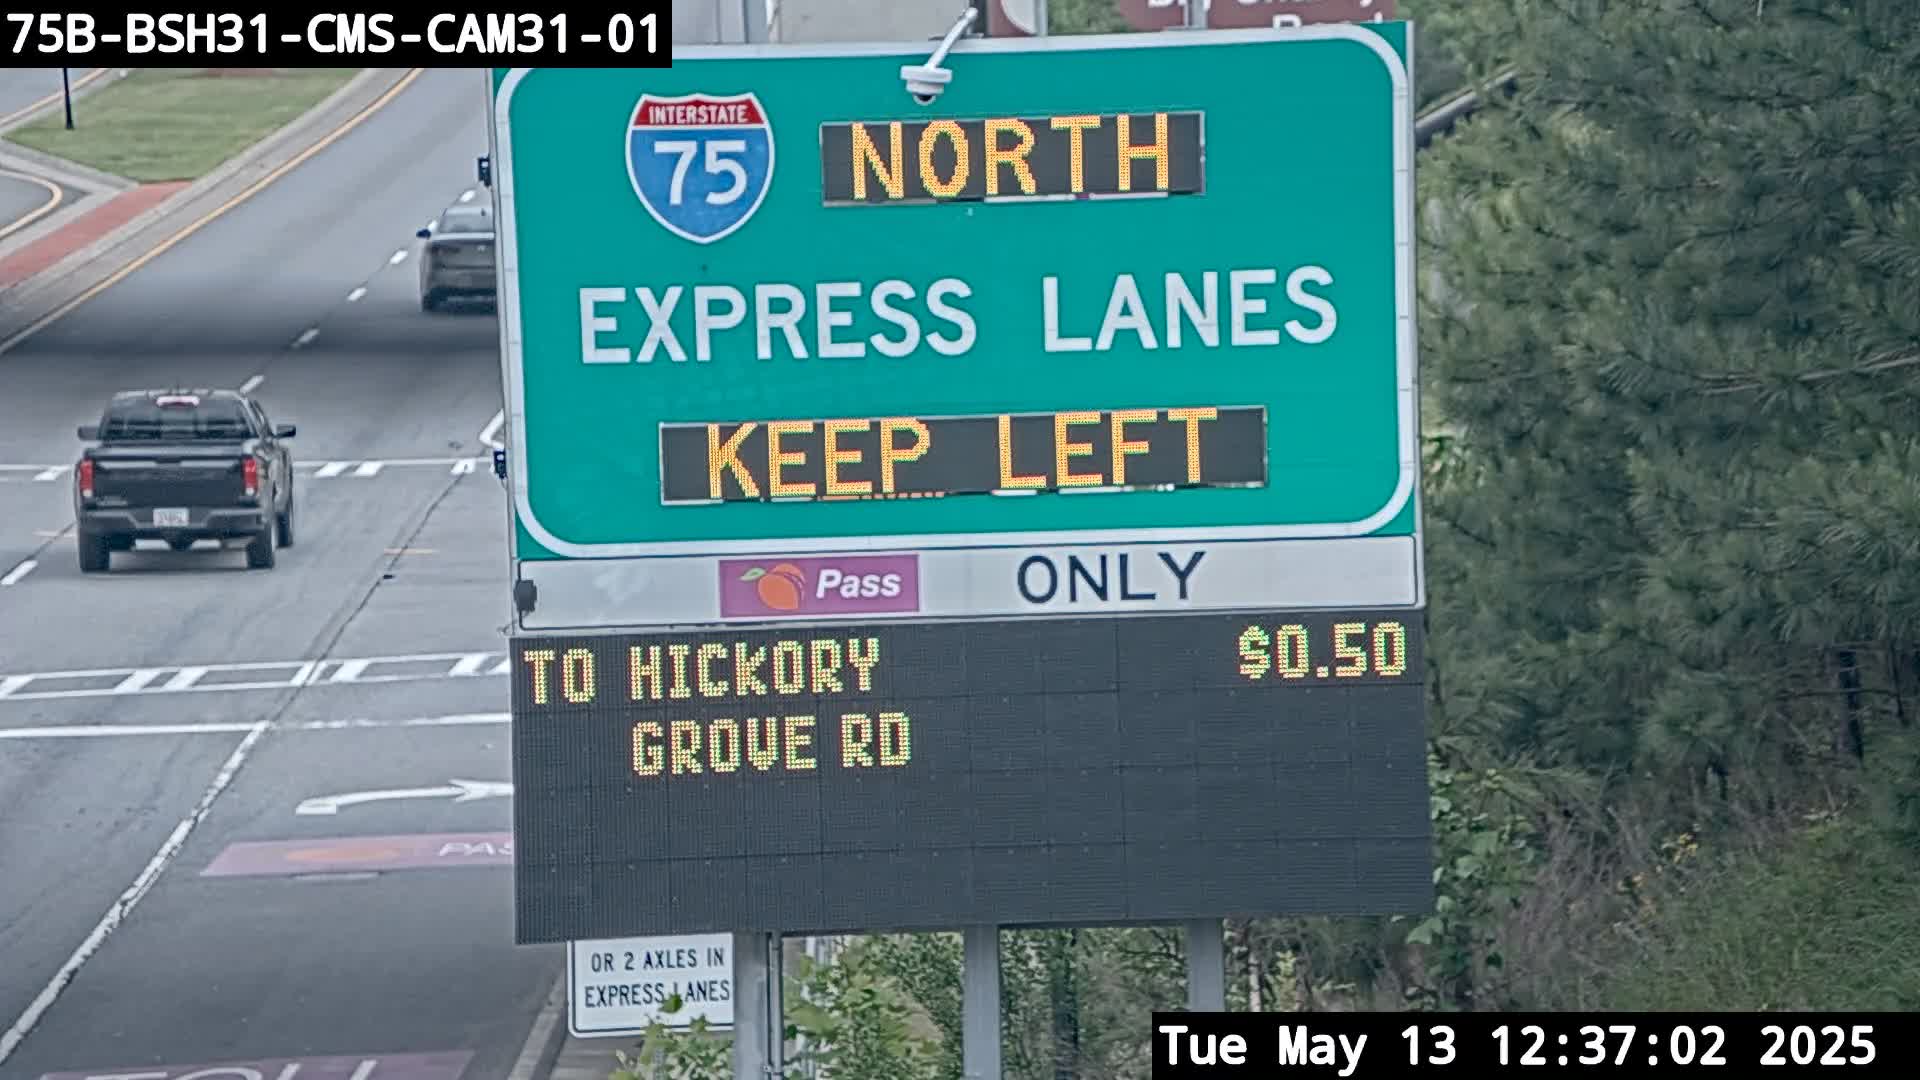 75B-BSH31-CMS-CAM31-01
INTERSTATE
75
NORTH
EXPRESS LANES
KEEP LEFT
Pass ONLY
TO HICKORY $0.50
GROVE RD
OR 2 AXLES IN
EXPRESS LANES
TOLL
Tue May 13 12:37:02 2025